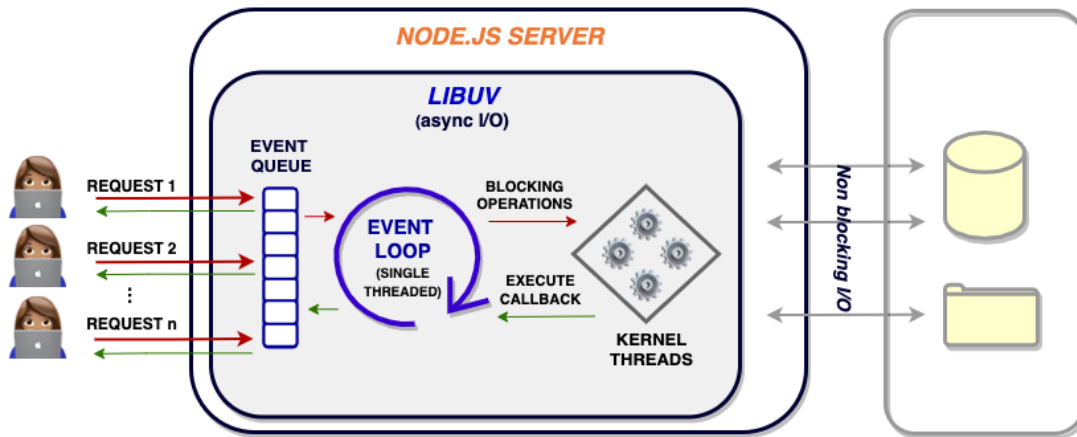 NODE.JS SERVER
LIBUV
(async I/O)
EVENT
QUEUE
REQUEST 1
REQUEST 2
...
REQUEST n
EVENT
LOOP
(SINGLE
THREADED)
BLOCKING
OPERATIONS
EXECUTE
CALLBACK
KERNEL
THREADS
Non blocking I/O